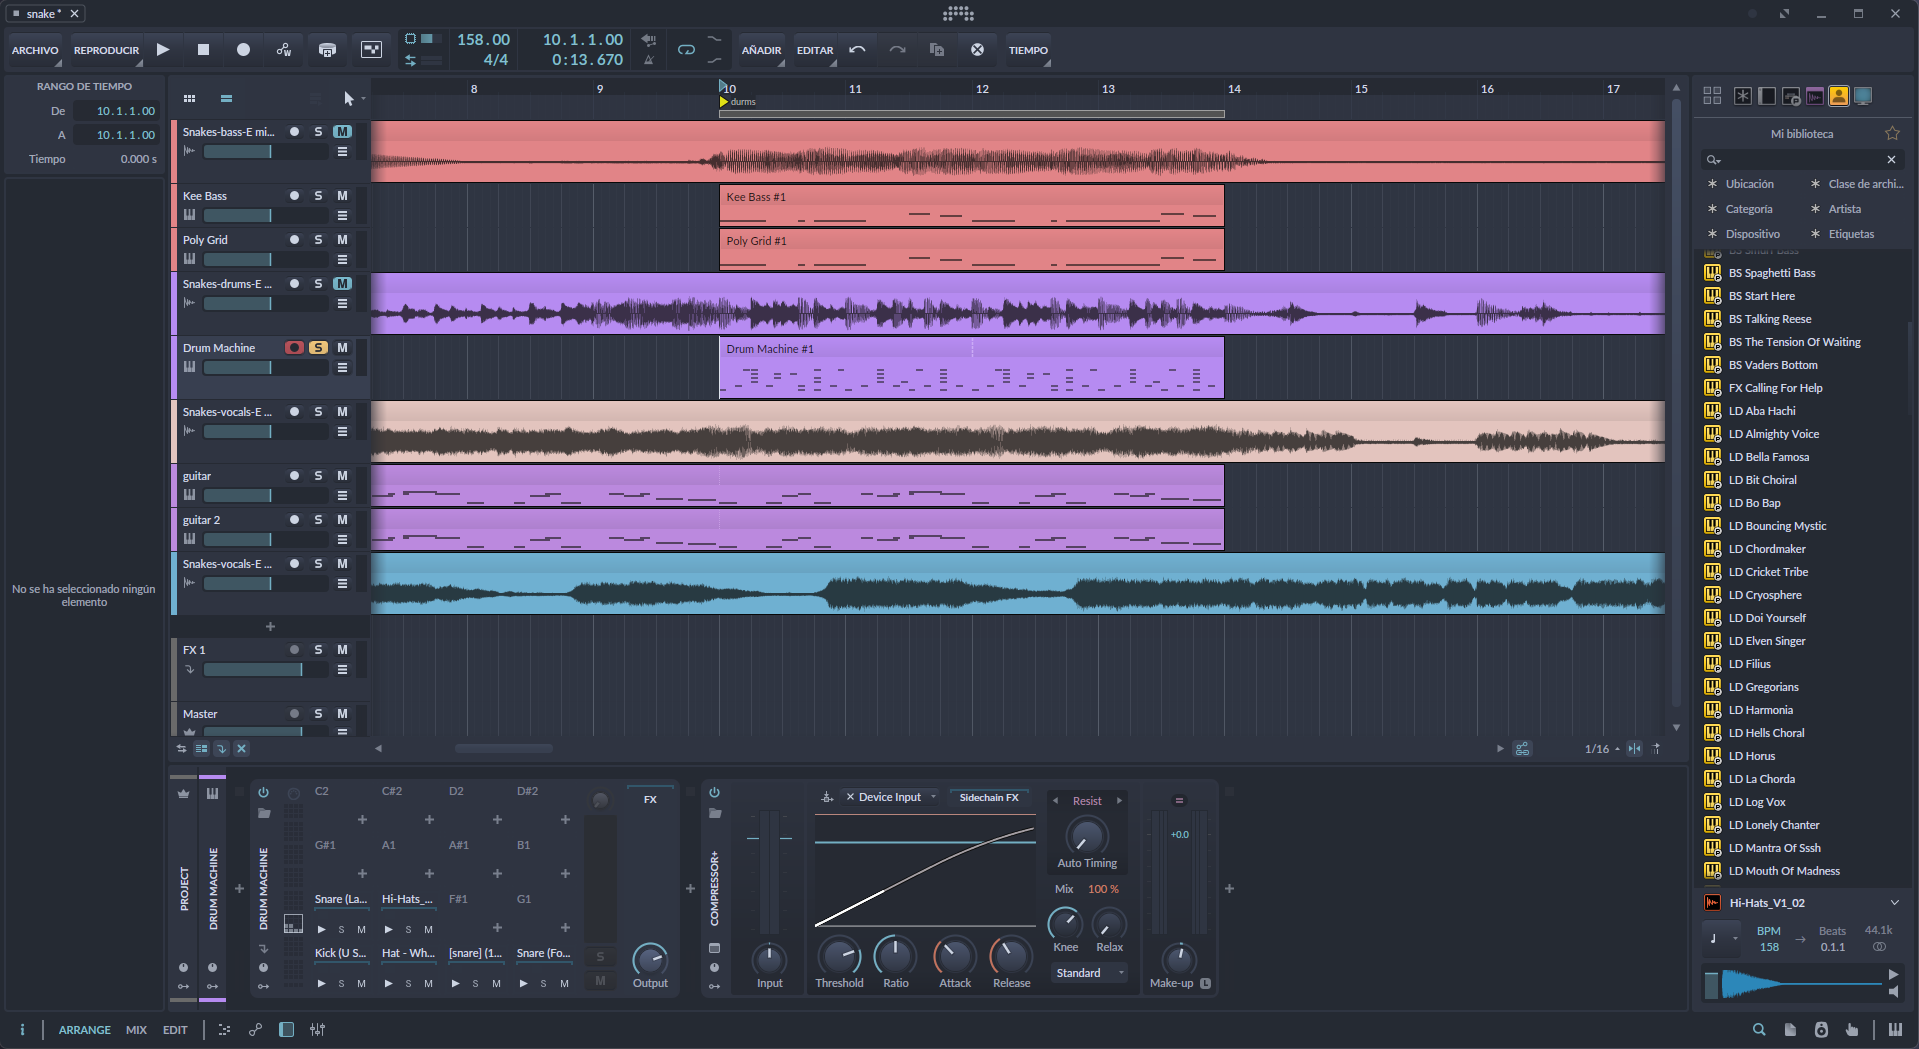 snake *
ARCHIVO
REPRODUCIR
158.00
4/4
10.1.1.00
0:13.670
AÑADIR
EDITAR
TIEMPO
RANGO DE TIEMPO
De 10.1.1.00
A 10.1.1.00
Tiempo 0.000 s
No se ha seleccionado ningún
elemento
8 9 10 11 12 13 14 15 16 17
durms
Snakes-bass-E mi... S M
Kee Bass S M
Kee Bass #1
Poly Grid S M
Poly Grid #1
Snakes-drums-E ... S M
Drum Machine S M
Drum Machine #1
Snakes-vocals-E ... S M
guitar S M
guitar 2 S M
Snakes-vocals-E ... S M
FX 1 S M
Master S M
1/16
PROJECT
DRUM MACHINE
DRUM MACHINE
C2 C#2 D2 D#2
G#1 A1 A#1 B1
Snare (La... Hi-Hats_... F#1 G1
S M S M
Kick (U S... Hat - Wh... [snare] (1... Snare (Fo...
S M S M S M S M
S
M
FX
Output
COMPRESSOR+
Input
Device Input
Sidechain FX
Threshold Ratio Attack Release
Resist
Auto Timing
Mix 100 %
Knee Relax
Standard
+0.0
Make-up L
Mi biblioteca
Ubicación Clase de archi...
Categoría Artista
Dispositivo Etiquetas
BS Smart Bass
BS Spaghetti Bass
BS Start Here
BS Talking Reese
BS The Tension Of Waiting
BS Vaders Bottom
FX Calling For Help
LD Aba Hachi
LD Almighty Voice
LD Bella Famosa
LD Bit Choiral
LD Bo Bap
LD Bouncing Mystic
LD Chordmaker
LD Cricket Tribe
LD Cryosphere
LD Doi Yourself
LD Elven Singer
LD Filius
LD Gregorians
LD Harmonia
LD Hells Choral
LD Horus
LD La Chorda
LD Log Vox
LD Lonely Chanter
LD Mantra Of Sssh
LD Mouth Of Madness
Hi-Hats_V1_02
BPM Beats 44.1k
158 0.1.1
i ARRANGE MIX EDIT